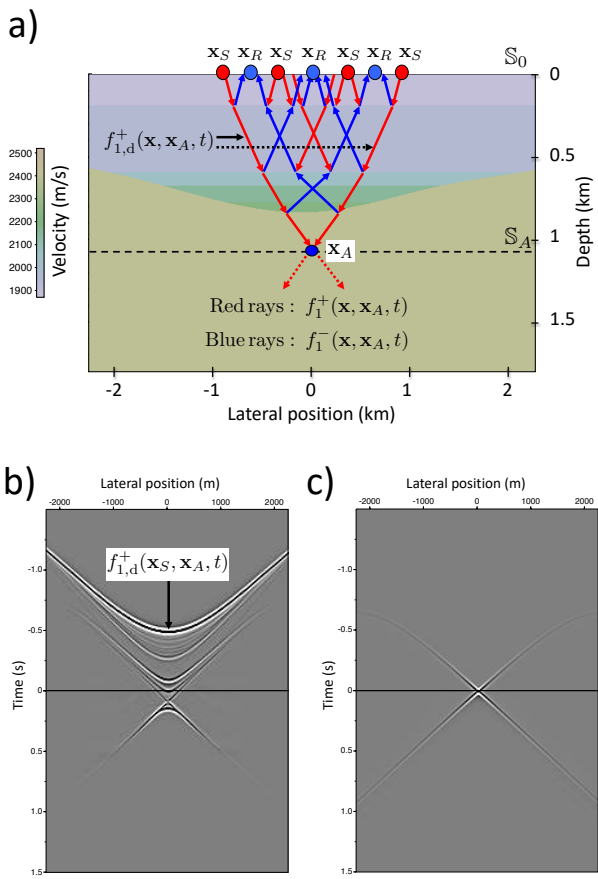 a)
x_S x_R x_S x_R x_S x_R x_S
𝕊_0
0
0.5
1
1.5
Depth (km)
2500
2400
2300
2200
2100
2000
1900
Velocity (m/s)
f_{1,d}^+(x, x_A, t)
𝕊_A
x_A
Red rays : f_1^+(x, x_A, t)
Blue rays : f_1^-(x, x_A, t)
-2 -1 0 1 2
Lateral position (km)
b)
Lateral position (m)
-2000 -1000 0 1000 2000
f_{1,d}^+(x_S, x_A, t)
Time (s)
-1.0
-0.5
0
0.5
1.0
1.5
c)
Lateral position (m)
-2000 -1000 0 1000 2000
Time (s)
-1.0
-0.5
0
0.5
1.0
1.5